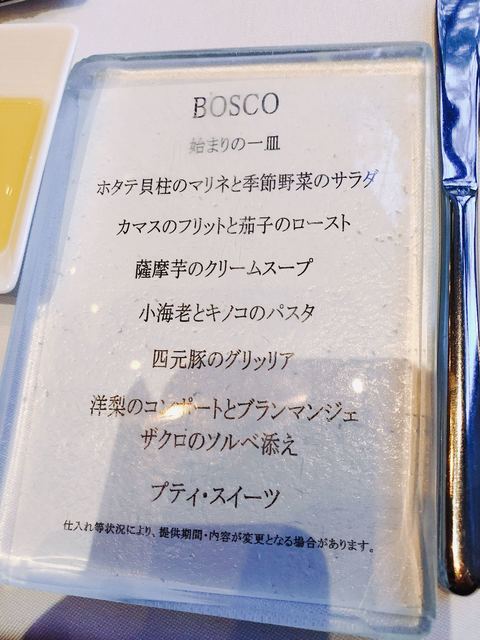 BOSCO
始まりの一皿
ホタテ貝柱のマリネと季節野菜のサラダ
カマスのフリットと茄子のロースト
薩摩芋のクリームスープ
小海老とキノコのパスタ
四元豚のグリッリア
洋梨のコンポートとブランマンジェ
ザクロのソルベ添え
プティ・スイーツ
仕入れ等状況により、提供期間・内容が変更となる場合があります。